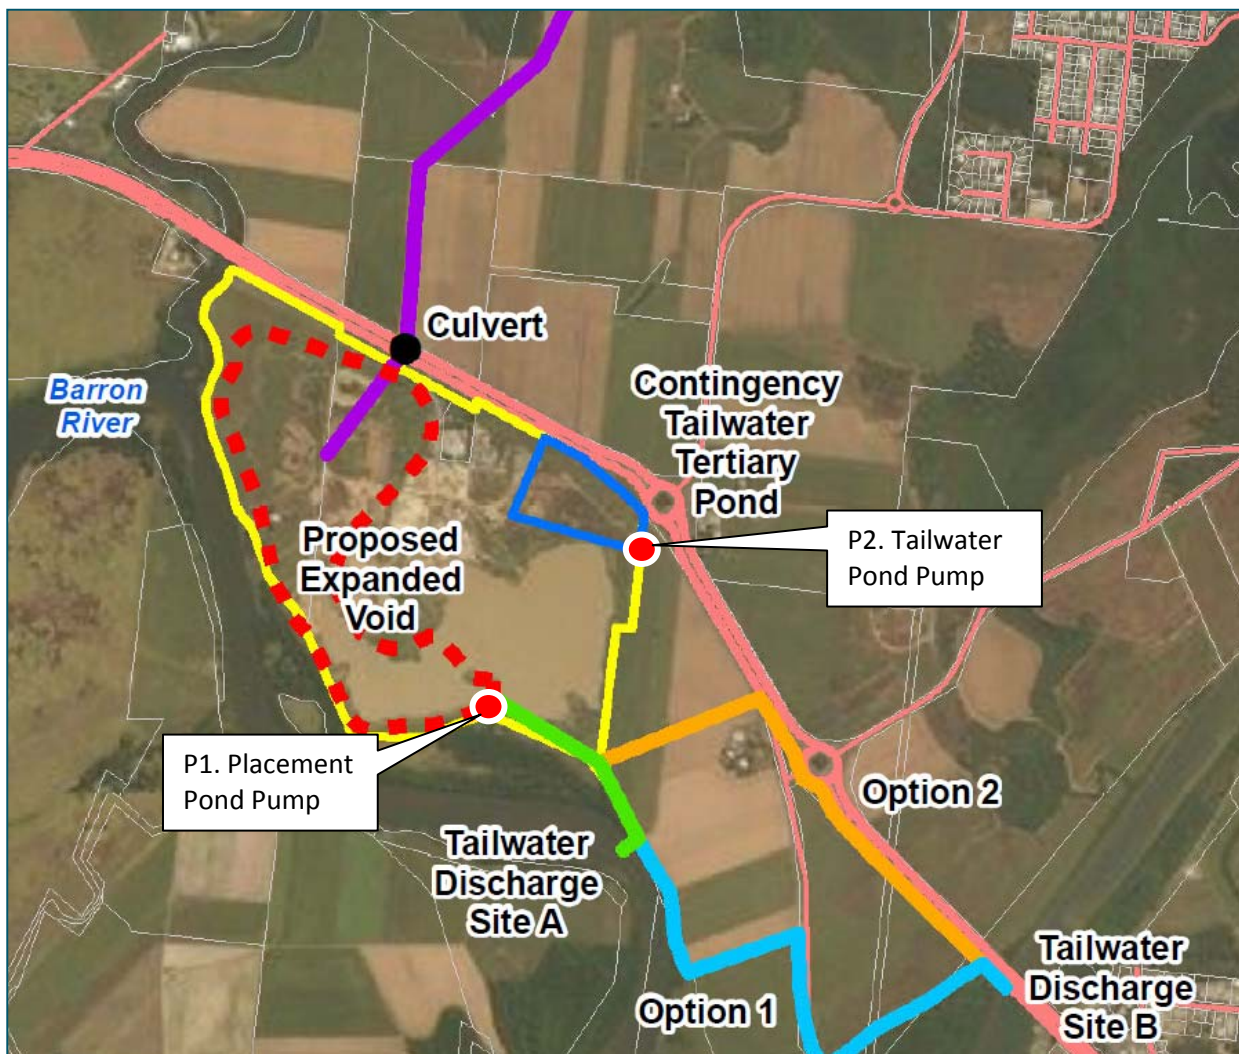 Culvert
Barron
River
Contingency
Tailwater
Tertiary
Pond
Proposed
Expanded
Void
P2. Tailwater
Pond Pump
P1. Placement
Pond Pump
Option 2
Tailwater
Discharge
Site A
Option 1
Tailwater
Discharge
Site B